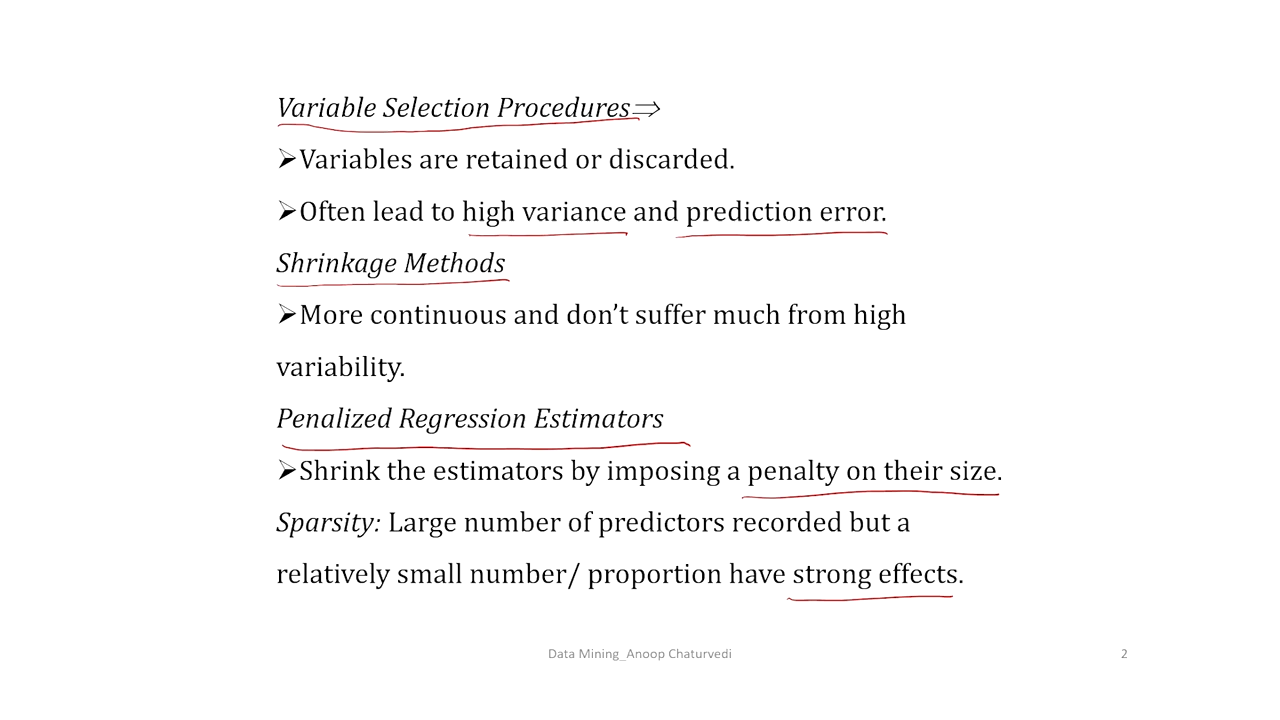 Variable Selection Procedures⇒
➢Variables are retained or discarded.
➢Often lead to high variance and prediction error.
Shrinkage Methods
➢More continuous and don’t suffer much from high
variability.
Penalized Regression Estimators
➢Shrink the estimators by imposing a penalty on their size.
Sparsity: Large number of predictors recorded but a
relatively small number/ proportion have strong effects.
Data Mining_Anoop Chaturvedi
2